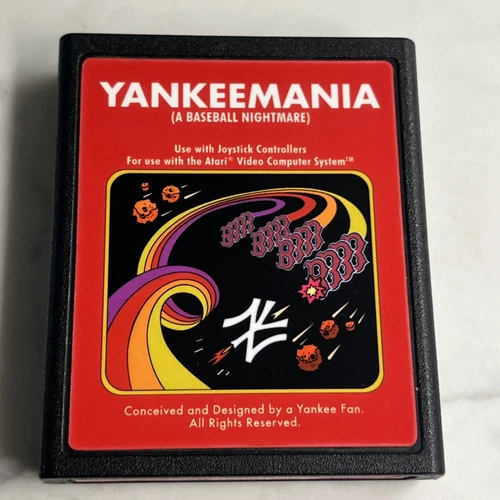 YANKEEMANIA
(A BASEBALL NIGHTMARE)
Use with Joystick Controllers
For use with the Atari® Video Computer System™
Conceived and Designed by a Yankee Fan.
All Rights Reserved.